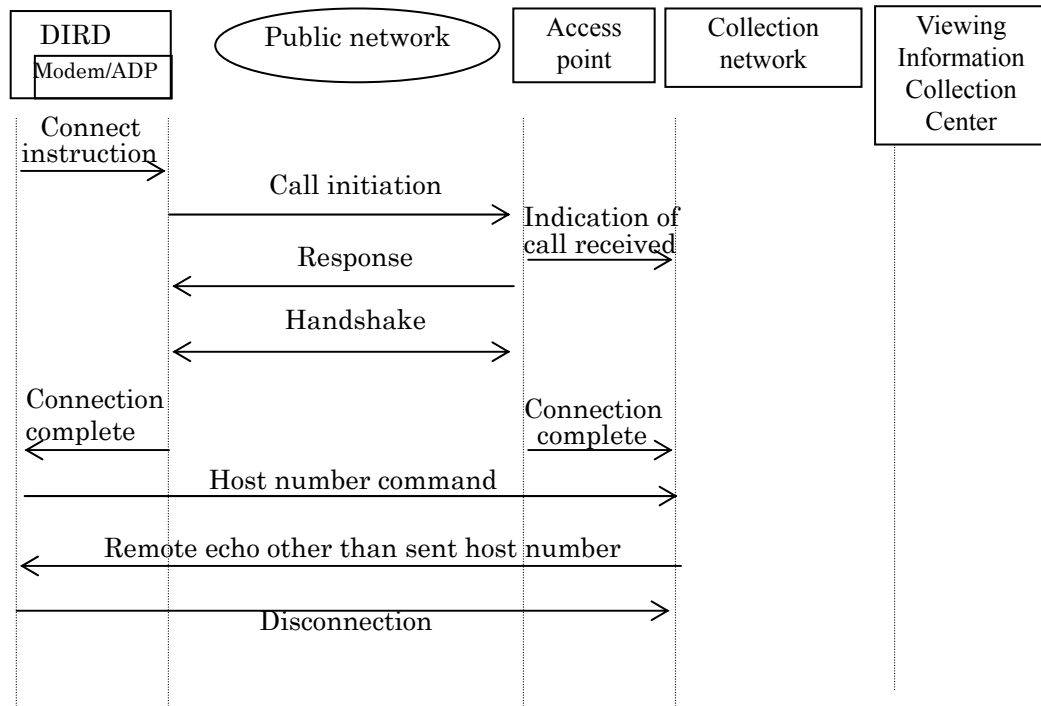 DIRD
Modem/ADP
Public network
Access
point
Collection
network
Viewing
Information
Collection
Center
Connect
instruction
Call initiation
Indication of
call received
Response
Handshake
Connection
complete
Connection
complete
Host number command
Remote echo other than sent host number
Disconnection